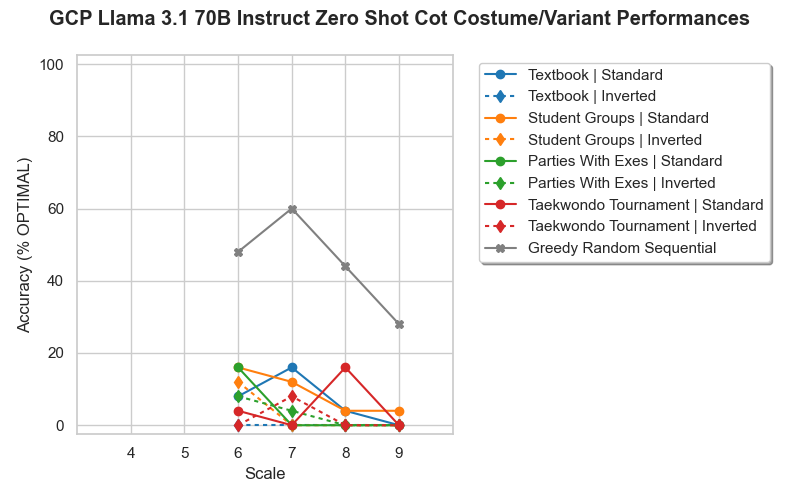 GCP Llama 3.1 70B Instruct Zero Shot Cot Costume/Variant Performances
Accuracy (% OPTIMAL)
100
80
60
40
20
0
4 5 6 7 8 9
Scale
Textbook | Standard
Textbook | Inverted
Student Groups | Standard
Student Groups | Inverted
Parties With Exes | Standard
Parties With Exes | Inverted
Taekwondo Tournament | Standard
Taekwondo Tournament | Inverted
Greedy Random Sequential